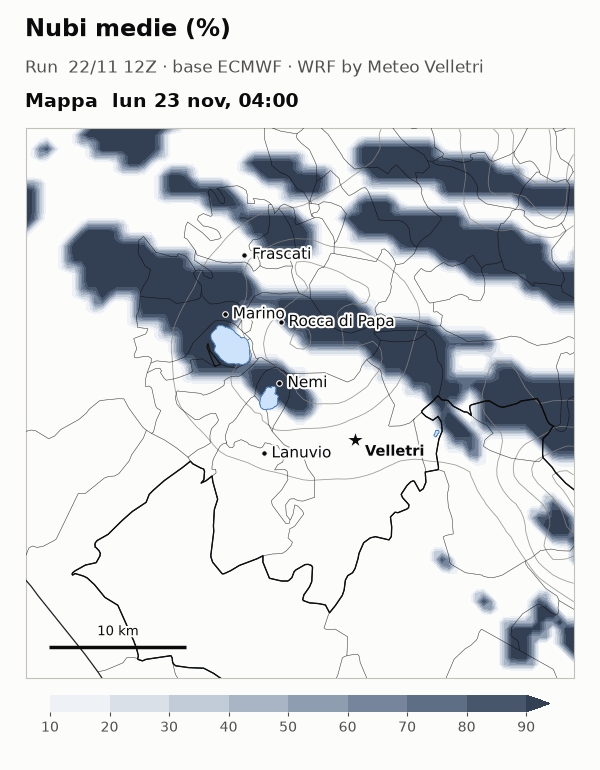 Nubi medie (%)
Run 22/11 12Z · base ECMWF · WRF by Meteo Velletri
Mappa lun 23 nov, 04:00
Frascati
Marino
Rocca di Papa
Nemi
Velletri
Lanuvio
10 km
10 20 30 40 50 60 70 80 90